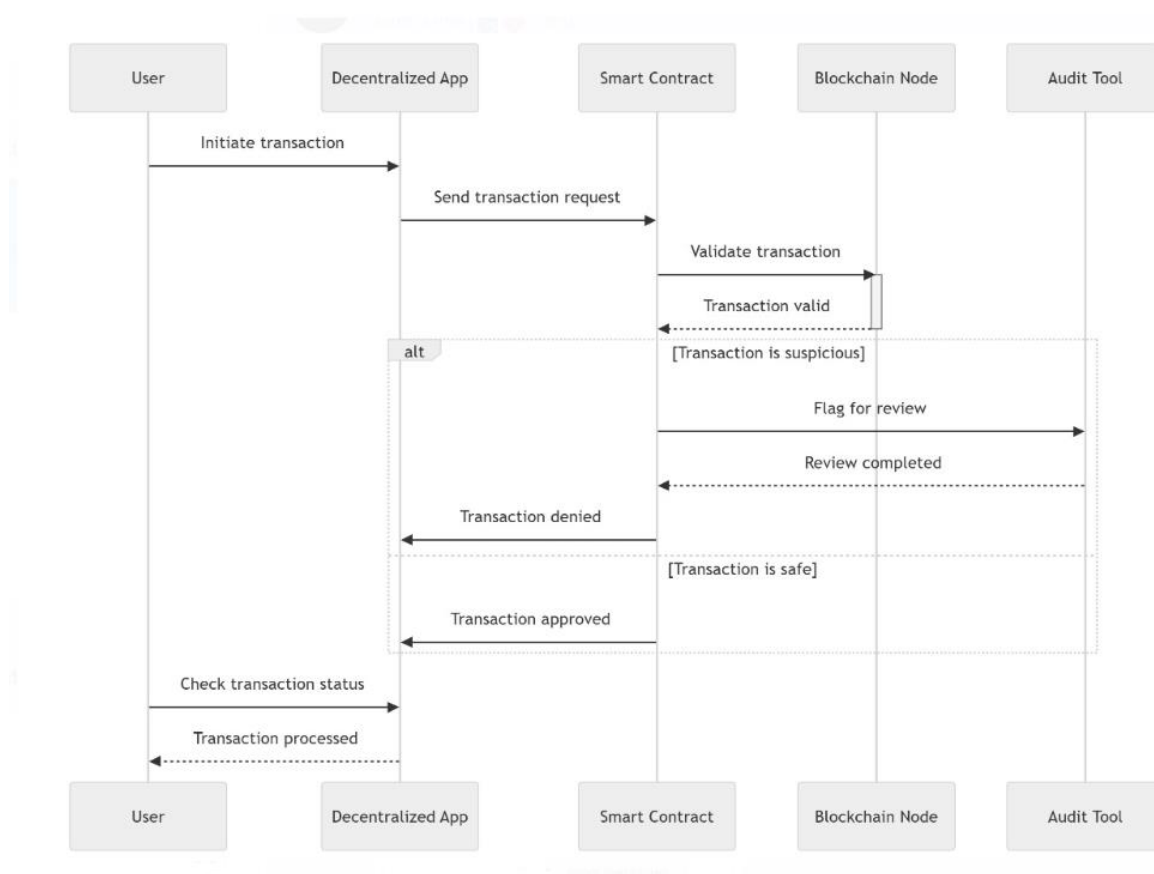 User
Decentralized App
Smart Contract
Blockchain Node
Audit Tool
Initiate transaction
Send transaction request
Validate transaction
Transaction valid
alt
[Transaction is suspicious]
Flag for review
Review completed
Transaction denied
[Transaction is safe]
Transaction approved
Check transaction status
Transaction processed
User
Decentralized App
Smart Contract
Blockchain Node
Audit Tool